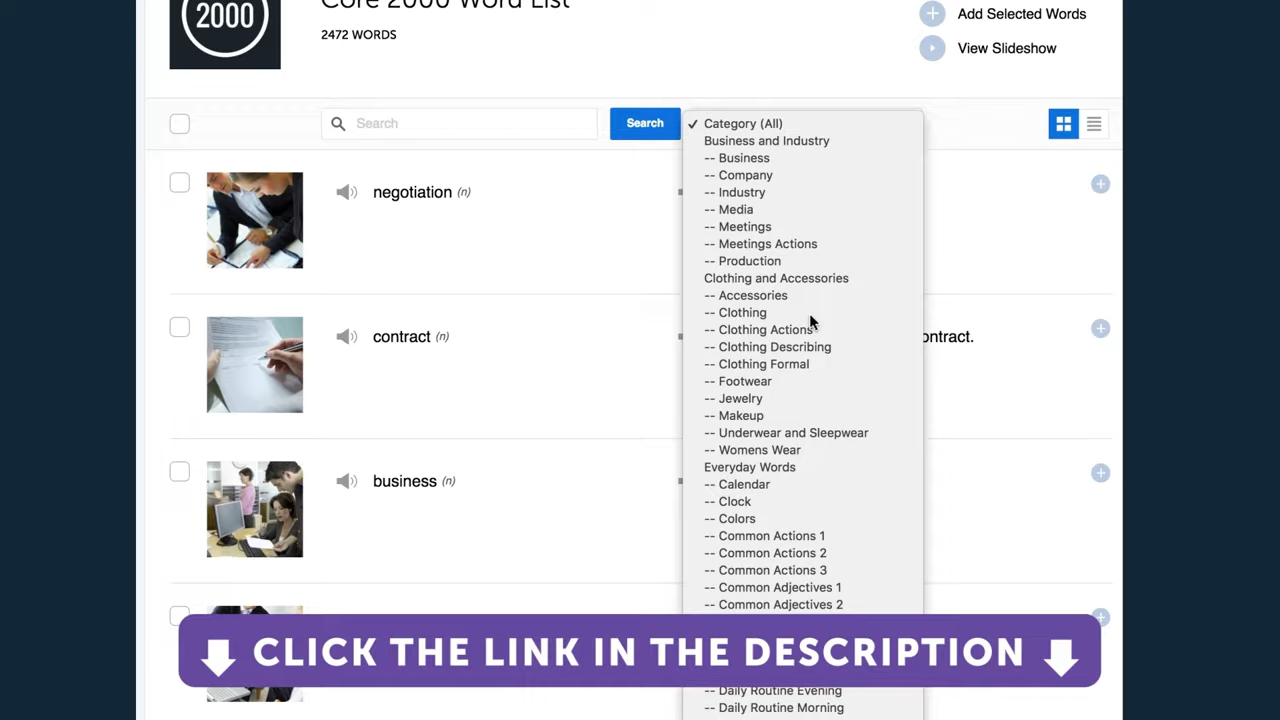 Core 2000 Word List
2000
2472 WORDS
Add Selected Words
View Slideshow
Search
Search
Category (All)
Business and Industry
-- Business
-- Company
-- Industry
-- Media
-- Meetings
-- Meetings Actions
-- Production
Clothing and Accessories
-- Accessories
-- Clothing
-- Clothing Actions
-- Clothing Describing
-- Clothing Formal
-- Footwear
-- Jewelry
-- Makeup
-- Underwear and Sleepwear
-- Womens Wear
Everyday Words
-- Calendar
-- Clock
-- Colors
-- Common Actions 1
-- Common Actions 2
-- Common Actions 3
-- Common Adjectives 1
-- Common Adjectives 2
-- Daily Routine Evening
-- Daily Routine Morning
negotiation (n)
contract (n)
ontract.
business (n)
CLICK THE LINK IN THE DESCRIPTION